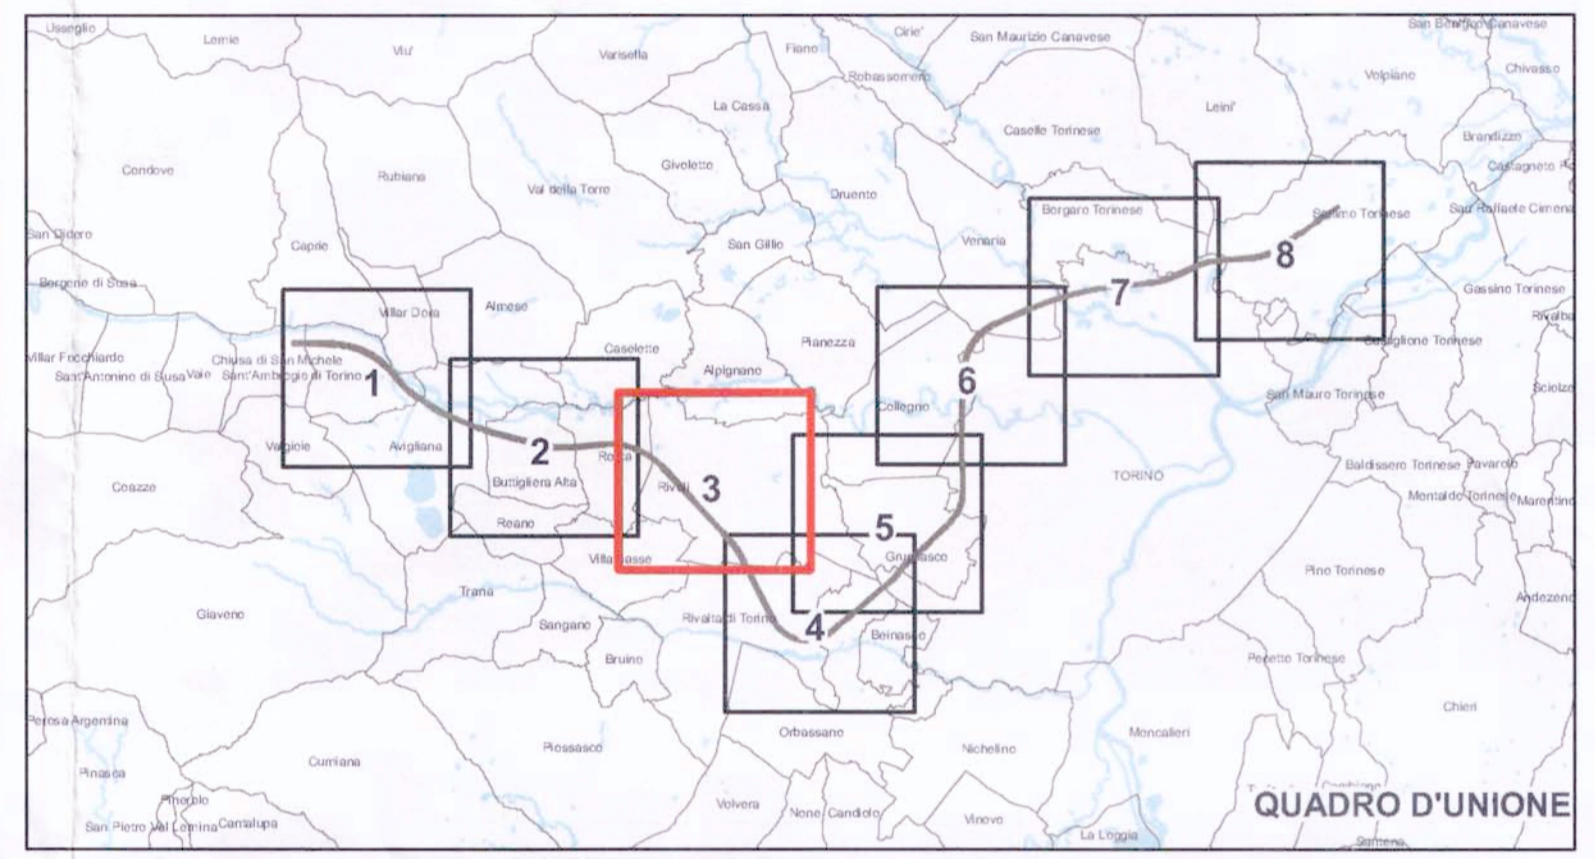 Usseglio
Lemie
Viu'
Varisella
Fiano
Cirie'
San Maurizio Canavese
San Benigno Canavese
Robassomero
Volpiano
Chivasso
La Cassa
Leini'
Caselle Torinese
Brandizzo
Condove
Rubiana
Val della Torre
Givoletto
Druento
Castagneto Po
Borgaro Torinese
Settimo Torinese
San Raffaele Cimena
San Didero
Caprie
San Gillio
Venaria
8
Borgone di Susa
Villar Dora
Almese
7
Gassino Torinese
Rivalba
Villar Focchiardo
Chiusa di San Michele
Caselette
Pianezza
Castiglione Torinese
Sant'Antonino di Susa
Vaie
Sant'Ambrogio di Torino
1
Alpignano
6
San Mauro Torinese
Sciolze
Collegno
Valgioie
Avigliana
2
Rosta
TORINO
Baldissero Torinese
Pavarolo
Coazze
Buttigliera Alta
Rivoli
3
Montaldo Torinese
Marentino
Reano
5
Villarbasse
Grugliasco
Pino Torinese
Trana
Andezeno
Giaveno
Sangano
Rivalta di Torino
4
Beinasco
Bruino
Pecetto Torinese
Perosa Argentina
Chieri
Orbassano
Moncalieri
Piossasco
Nichelino
Cumiana
Pinasca
Pinerolo
Volvera
None
Candiolo
Vinovo
QUADRO D'UNIONE
San Pietro Val Lemina
Cantalupa
La Loggia
Santena